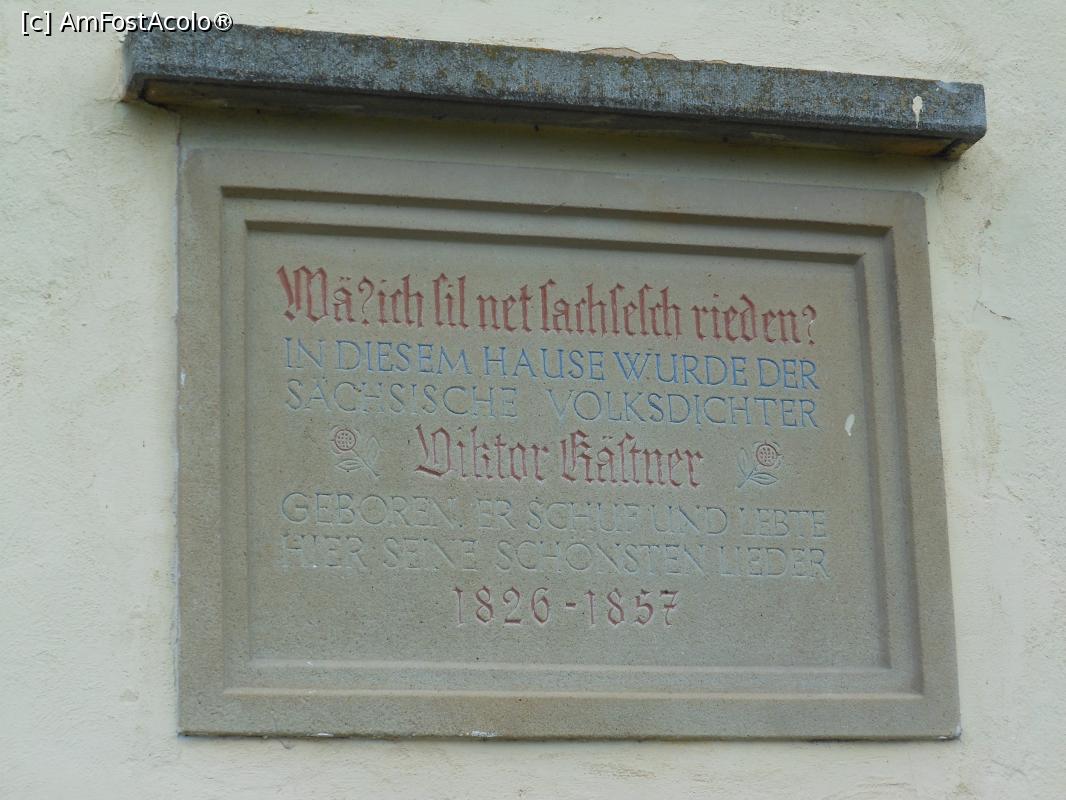 [c] AmFostAcolo®
Wä? ich sil net sachsesch rieden?
IN DIESEM HAUSE WURDE DER
SÄCHSISCHE VOLKSDICHTER
Viktor Kästner
GEBOREN. ER SCHUF UND LEBTE
HIER SEINE SCHÖNSTEN LIEDER
1826-1857